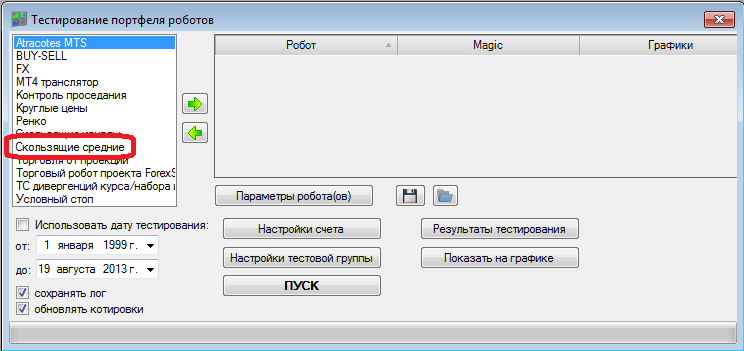 Тестирование портфеля роботов
Atracotes MTS
BUY-SELL
FX
МТ4 транслятор
Контроль проседания
Круглые цены
Ренко
Скользящие средние
Торговля от проекции
Торговый робот проекта ForexS
ТС дивергенций курса/набора и
Условный стоп
Робот Magic Графики
Параметры робота(ов)
Использовать дату тестирования:
от: 1 января 1999 г.
до: 19 августа 2013 г.
сохранять лог
обновлять котировки
Настройки счета
Результаты тестирования
Настройки тестовой группы
Показать на графике
ПУСК